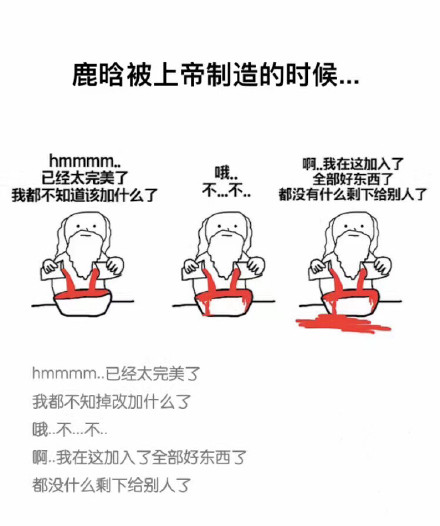 鹿晗被上帝制造的时候...
hmmmm..
已经太完美了
我都不知道该加什么了
哦..
不...不..
啊..我在这加入了
全部好东西了
都没有什么剩下给别人了
hmmmm..已经太完美了
我都不知掉改加什么了
哦..不...不..
啊..我在这加入了全部好东西了
都没什么剩下给别人了